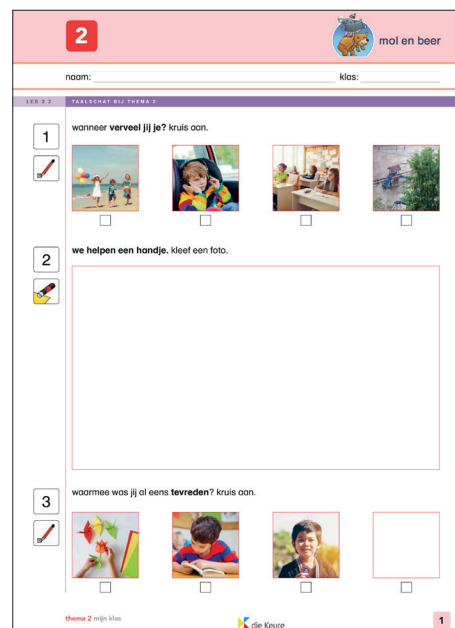 2
mol en beer
naam:
klas:
LES 2.2 TAALSCHAT BIJ THEMA 2
1
wanneer verveel jij je? kruis aan.
2
we helpen een handje. kleef een foto.
3
waarmee was jij al eens tevreden? kruis aan.
thema 2 mijn klas
die Keure
1